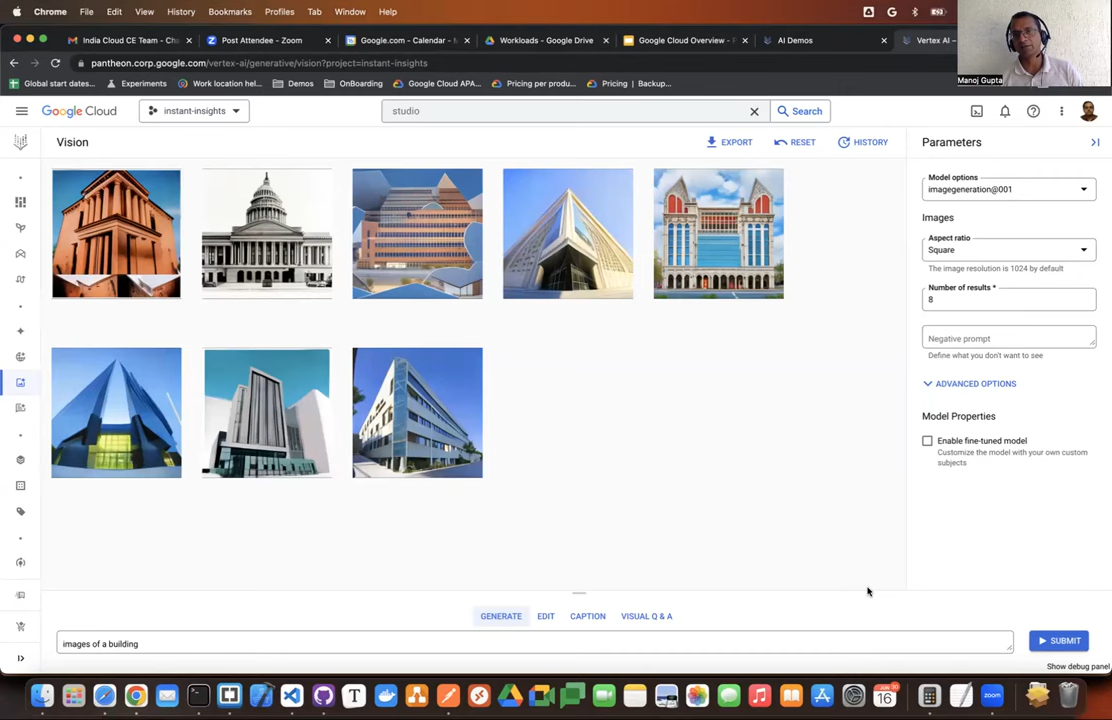 Chrome File Edit View History Bookmarks Profiles Tab Window Help
India Cloud CE Team - Cha
Post Attendee - Zoom
Google.com - Calendar -
Workloads - Google Drive
Google Cloud Overview -
AI Demos
Vertex AI –
pantheon.corp.google.com/vertex-ai/generative/vision?project=instant-insights
Global start dates...
Experiments
Work location hel...
Demos
OnBoarding
Google Cloud APA...
Pricing per produc...
Pricing | Backup...
Manoj Gupta
Google Cloud
instant-insights
studio
Search
Vision
EXPORT
RESET
HISTORY
Parameters
Model options
imagegeneration@001
Images
Aspect ratio
Square
The image resolution is 1024 by default
Number of results *
8
Negative prompt
Define what you don't want to see
ADVANCED OPTIONS
Model Properties
Enable fine-tuned model
Customize the model with your own custom
subjects
GENERATE
EDIT
CAPTION
VISUAL Q & A
images of a building
SUBMIT
Show debug panel
16
zoom